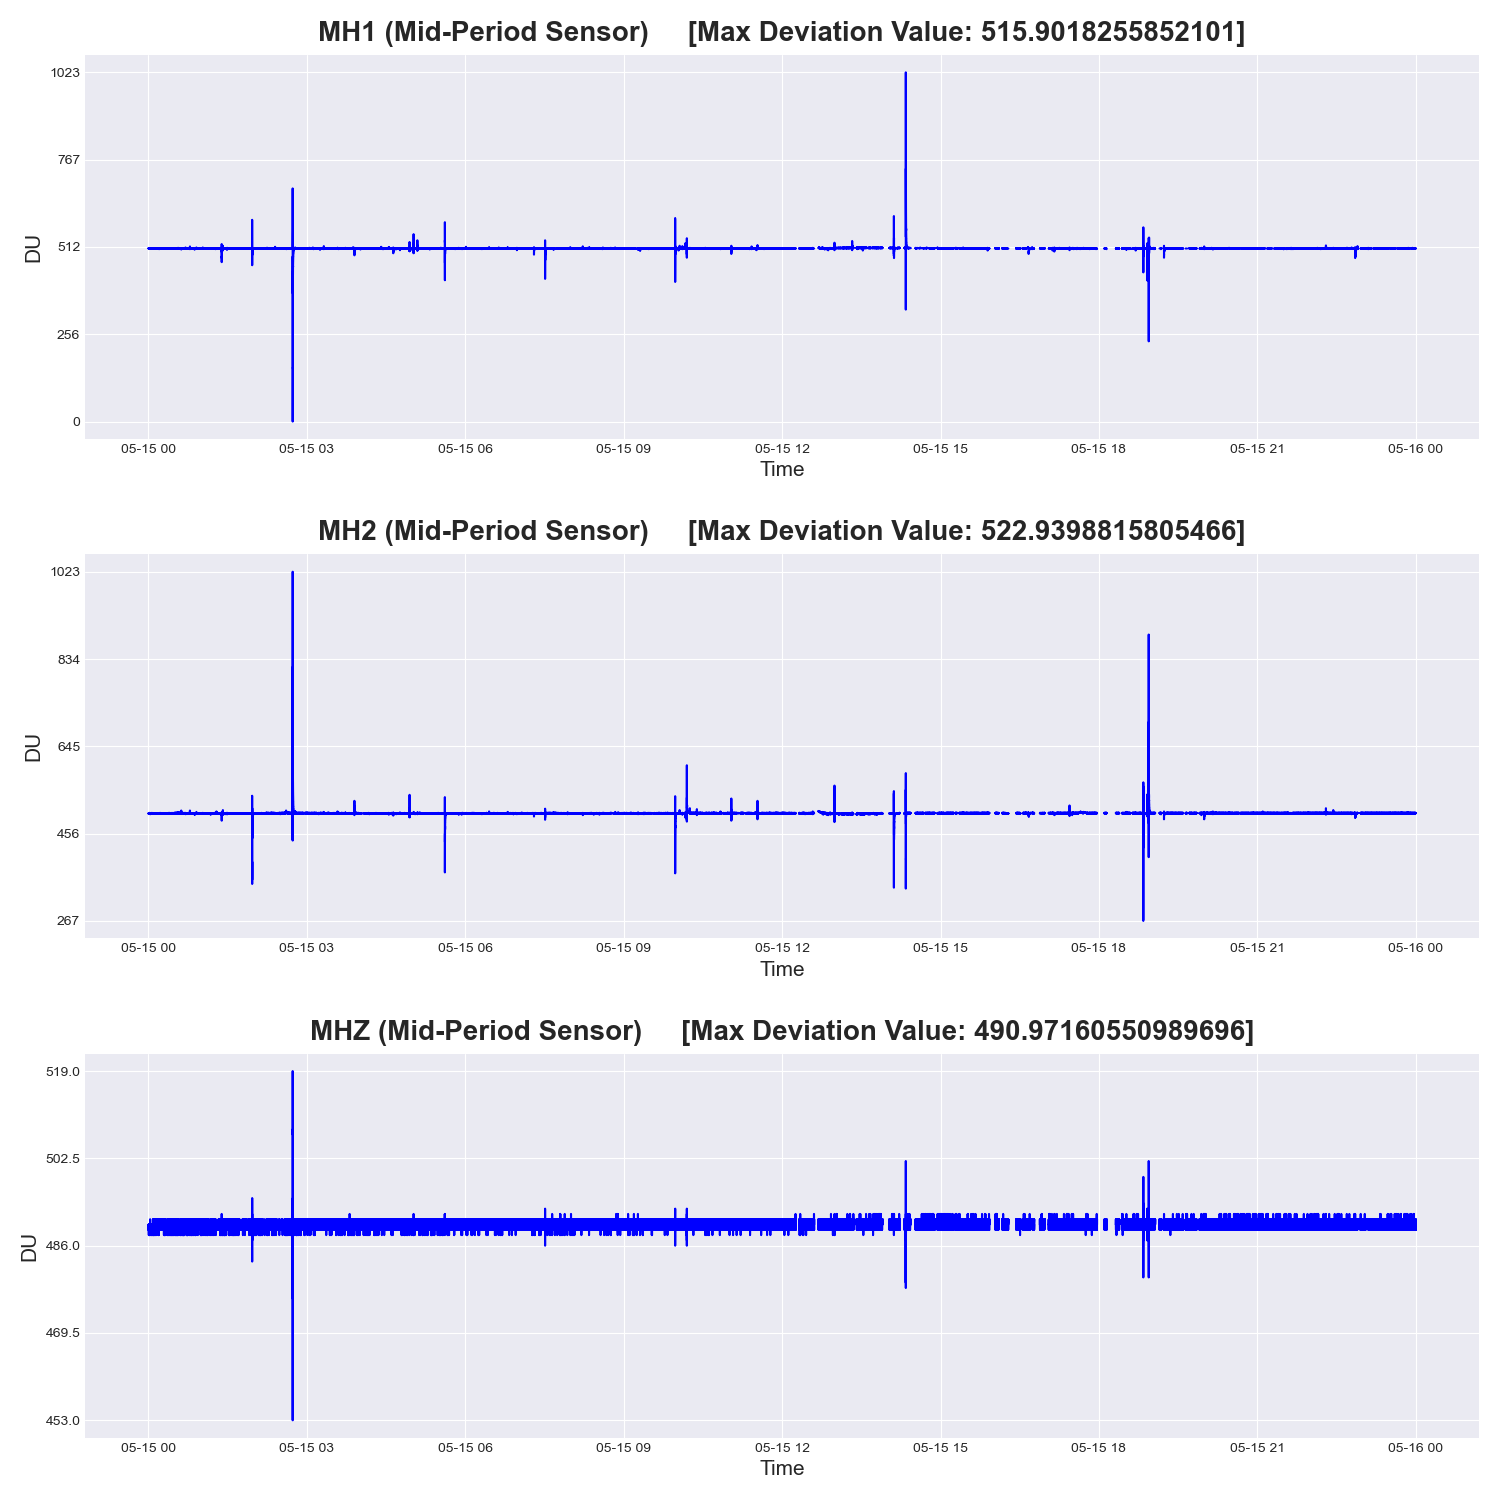 MH1 (Mid-Period Sensor) [Max Deviation Value: 515.9018255852101]
1023
767
512
256
0
DU
05-15 00 05-15 03 05-15 06 05-15 09 05-15 12 05-15 15 05-15 18 05-15 21 05-16 00
Time
MH2 (Mid-Period Sensor) [Max Deviation Value: 522.9398815805466]
1023
834
645
456
267
DU
05-15 00 05-15 03 05-15 06 05-15 09 05-15 12 05-15 15 05-15 18 05-15 21 05-16 00
Time
MHZ (Mid-Period Sensor) [Max Deviation Value: 490.97160550989696]
519.0
502.5
486.0
469.5
453.0
DU
05-15 00 05-15 03 05-15 06 05-15 09 05-15 12 05-15 15 05-15 18 05-15 21 05-16 00
Time